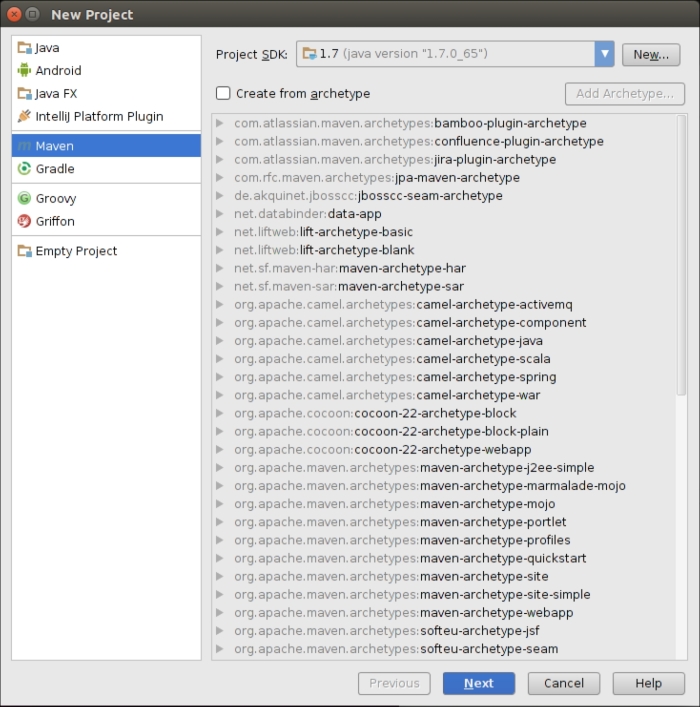 New Project
Java
Android
Java FX
IntelliJ Platform Plugin
Maven
Gradle
Groovy
Griffon
Empty Project
Project SDK: 1.7 (java version "1.7.0_65") New...
Create from archetype Add Archetype...
com.atlassian.maven.archetypes:bamboo-plugin-archetype
com.atlassian.maven.archetypes:confluence-plugin-archetype
com.atlassian.maven.archetypes:jira-plugin-archetype
com.rfc.maven.archetypes:jpa-maven-archetype
de.akquinet.jbosscc:jbosscc-seam-archetype
net.databinder:data-app
net.liftweb:lift-archetype-basic
net.liftweb:lift-archetype-blank
net.sf.maven-har:maven-archetype-har
net.sf.maven-sar:maven-archetype-sar
org.apache.camel.archetypes:camel-archetype-activemq
org.apache.camel.archetypes:camel-archetype-component
org.apache.camel.archetypes:camel-archetype-java
org.apache.camel.archetypes:camel-archetype-scala
org.apache.camel.archetypes:camel-archetype-spring
org.apache.camel.archetypes:camel-archetype-war
org.apache.cocoon:cocoon-22-archetype-block
org.apache.cocoon:cocoon-22-archetype-block-plain
org.apache.cocoon:cocoon-22-archetype-webapp
org.apache.maven.archetypes:maven-archetype-j2ee-simple
org.apache.maven.archetypes:maven-archetype-marmalade-mojo
org.apache.maven.archetypes:maven-archetype-mojo
org.apache.maven.archetypes:maven-archetype-portlet
org.apache.maven.archetypes:maven-archetype-profiles
org.apache.maven.archetypes:maven-archetype-quickstart
org.apache.maven.archetypes:maven-archetype-site
org.apache.maven.archetypes:maven-archetype-site-simple
org.apache.maven.archetypes:maven-archetype-webapp
org.apache.maven.archetypes:softeu-archetype-jsf
org.apache.maven.archetypes:softeu-archetype-seam
Previous Next Cancel Help